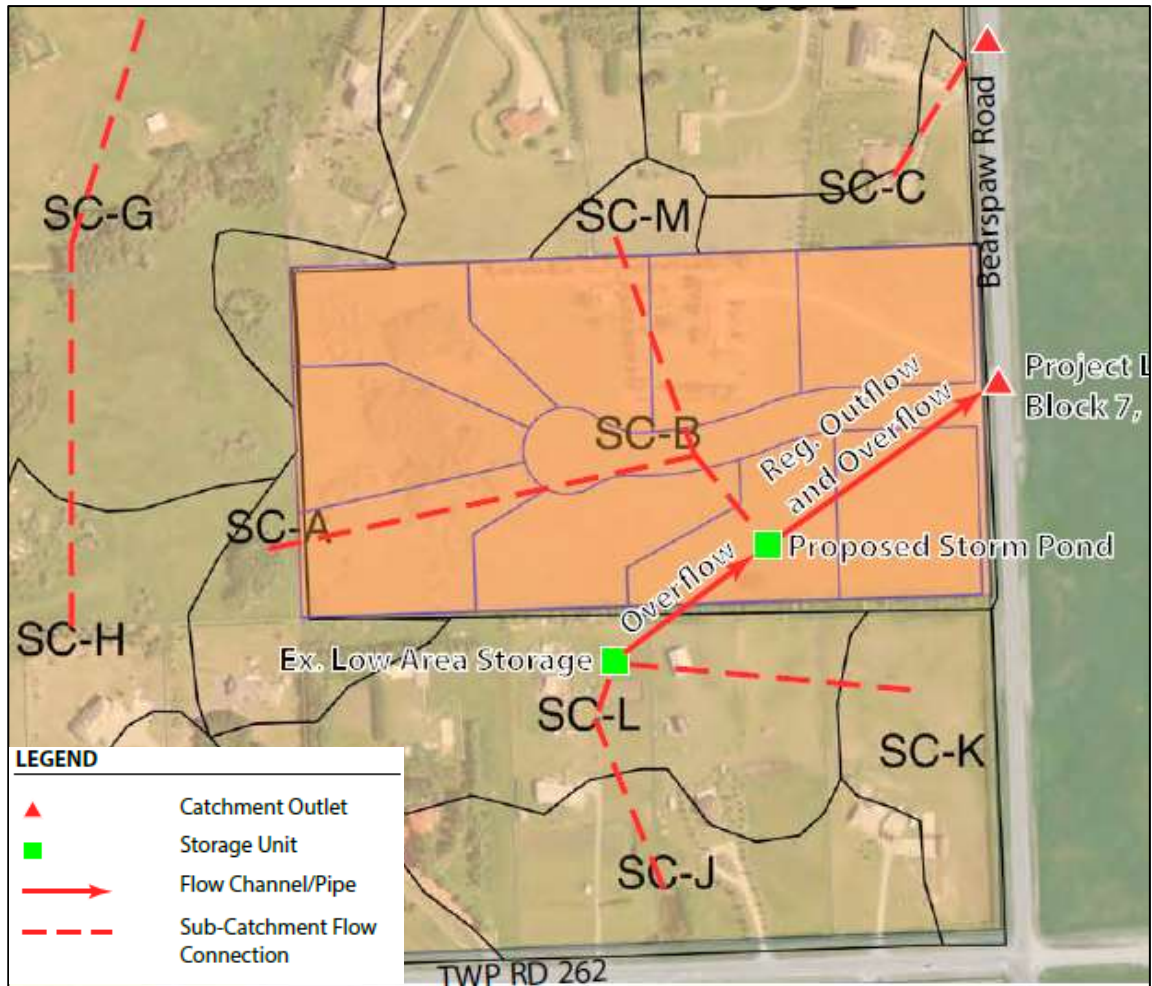 SC-G
SC-M
SC-C
Bearspaw Road
Project L
Block 7,
SC-B
Reg. Outflow
and Overflow
SC-A
Proposed Storm Pond
Overflow
SC-H
Ex. Low Area Storage
SC-L
SC-K
SC-J
LEGEND
Catchment Outlet
Storage Unit
Flow Channel/Pipe
Sub-Catchment Flow
Connection
TWP RD 262